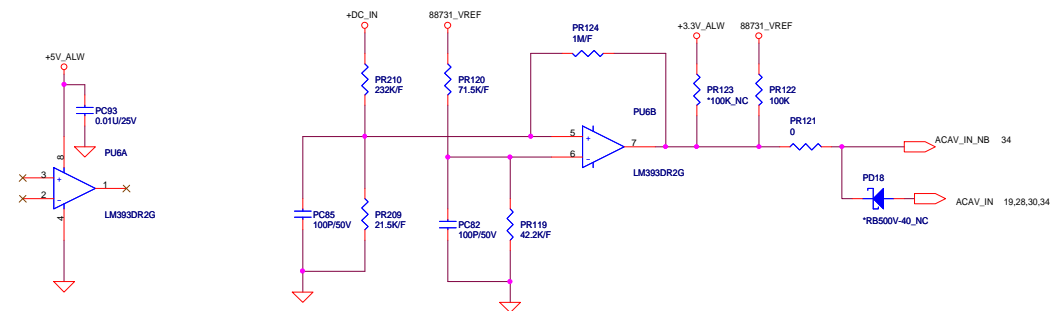 +DC_IN
88731_VREF
PR124
1M/F
+3.3V_ALW
88731_VREF
+5V_ALW
PR210
232K/F
PR120
71.5K/F
PR123
*100K_NC
PR122
100K
PC93
0.01U/25V
PU6B
PR121
0
5
+
7
6
-
ACAV_IN_NB 34
8
PU6A
3
+
1
2
-
4
LM393DR2G
LM393DR2G
PD18
ACAV_IN 19,28,30,34
*RB500V-40_NC
PC85
100P/50V
PR209
21.5K/F
PC82
100P/50V
PR119
42.2K/F